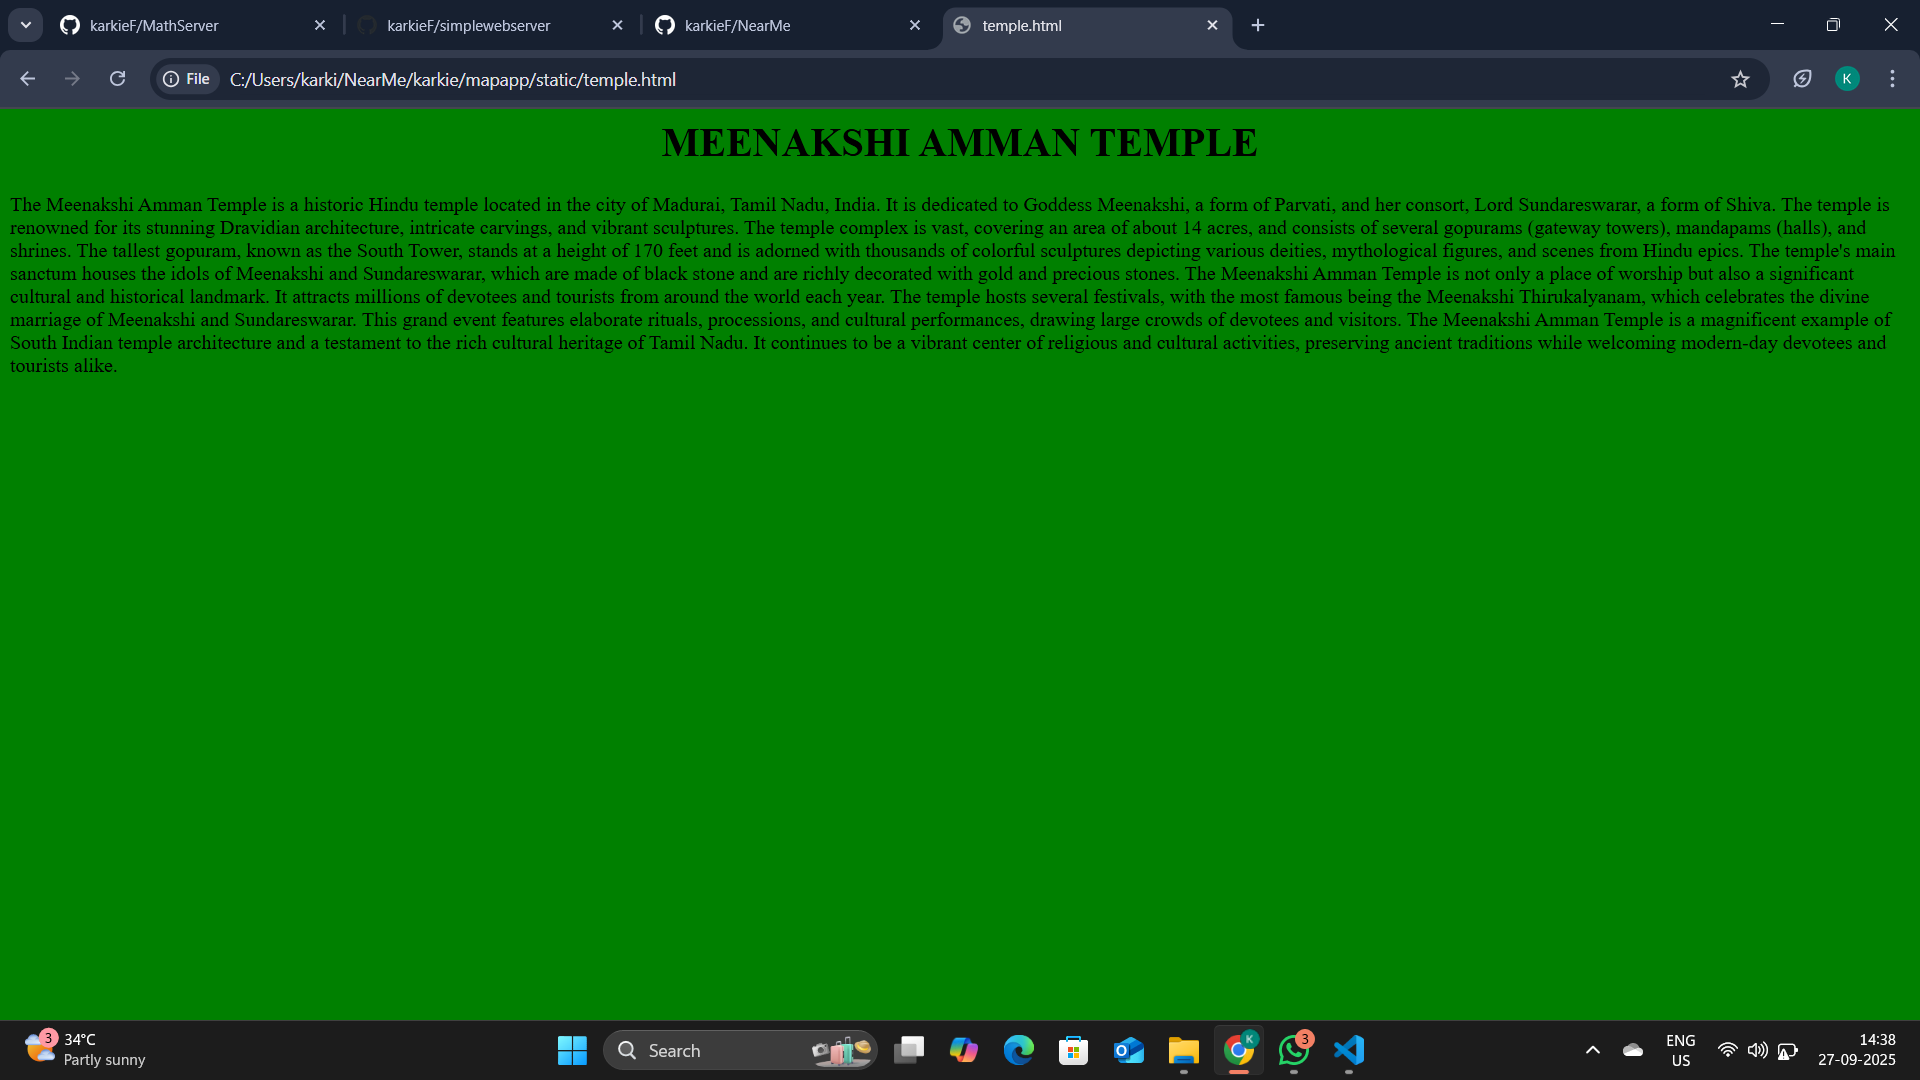 karkieF/MathServer
karkieF/simplewebserver
karkieF/NearMe
temple.html
File
C:/Users/karki/NearMe/karkie/mapapp/static/temple.html
K
MEENAKSHI AMMAN TEMPLE
The Meenakshi Amman Temple is a historic Hindu temple located in the city of Madurai, Tamil Nadu, India. It is dedicated to Goddess Meenakshi, a form of Parvati, and her consort, Lord Sundareswarar, a form of Shiva. The temple is
renowned for its stunning Dravidian architecture, intricate carvings, and vibrant sculptures. The temple complex is vast, covering an area of about 14 acres, and consists of several gopurams (gateway towers), mandapams (halls), and
shrines. The tallest gopuram, known as the South Tower, stands at a height of 170 feet and is adorned with thousands of colorful sculptures depicting various deities, mythological figures, and scenes from Hindu epics. The temple's main
sanctum houses the idols of Meenakshi and Sundareswarar, which are made of black stone and are richly decorated with gold and precious stones. The Meenakshi Amman Temple is not only a place of worship but also a significant
cultural and historical landmark. It attracts millions of devotees and tourists from around the world each year. The temple hosts several festivals, with the most famous being the Meenakshi Thirukalyanam, which celebrates the divine
marriage of Meenakshi and Sundareswarar. This grand event features elaborate rituals, processions, and cultural performances, drawing large crowds of devotees and visitors. The Meenakshi Amman Temple is a magnificent example of
South Indian temple architecture and a testament to the rich cultural heritage of Tamil Nadu. It continues to be a vibrant center of religious and cultural activities, preserving ancient traditions while welcoming modern-day devotees and
tourists alike.
3
34°C
Partly sunny
Search
K
3
ENG
US
14:38
27-09-2025